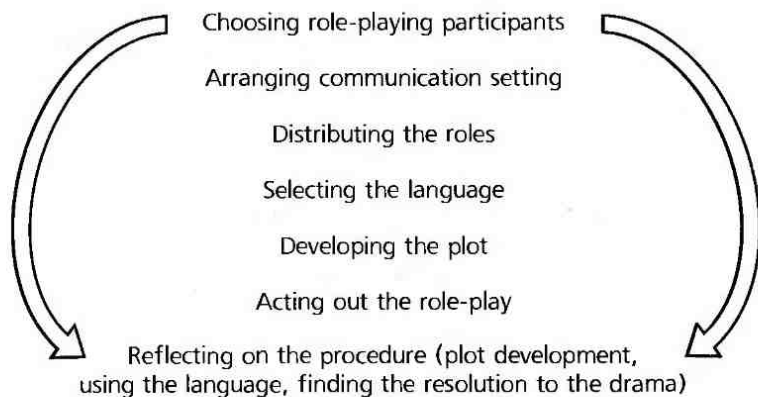 Choosing role-playing participants
Arranging communication setting
Distributing the roles
Selecting the language
Developing the plot
Acting out the role-play
Reflecting on the procedure (plot development,
using the language, finding the resolution to the drama)